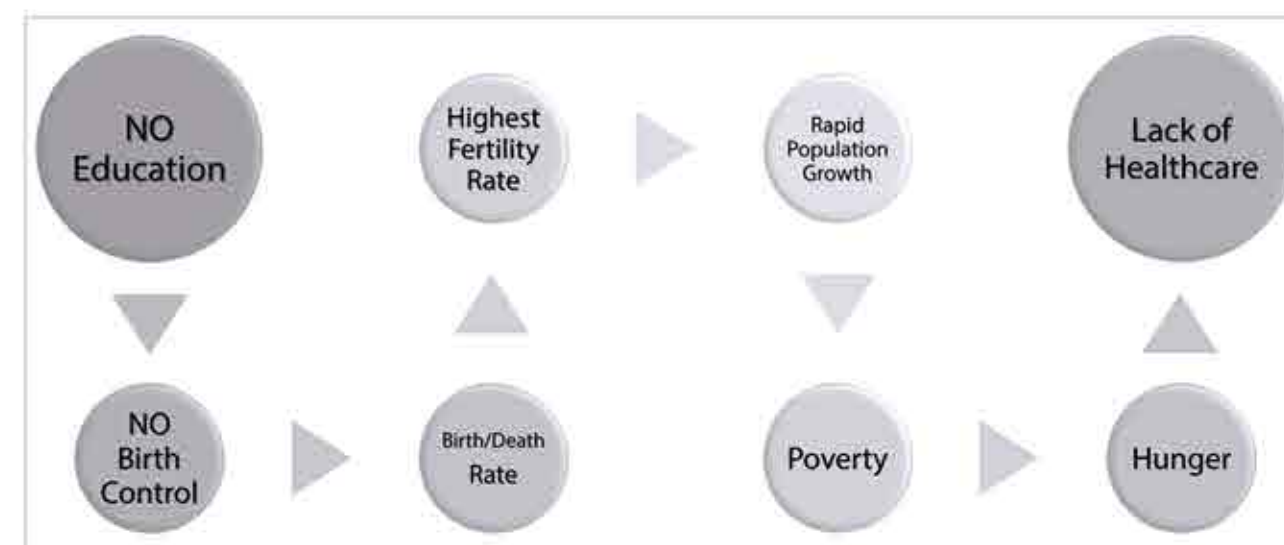 NO
Education
NO
Birth
Control
Birth/Death
Rate
Highest
Fertility
Rate
Rapid
Population
Growth
Poverty
Hunger
Lack of
Healthcare